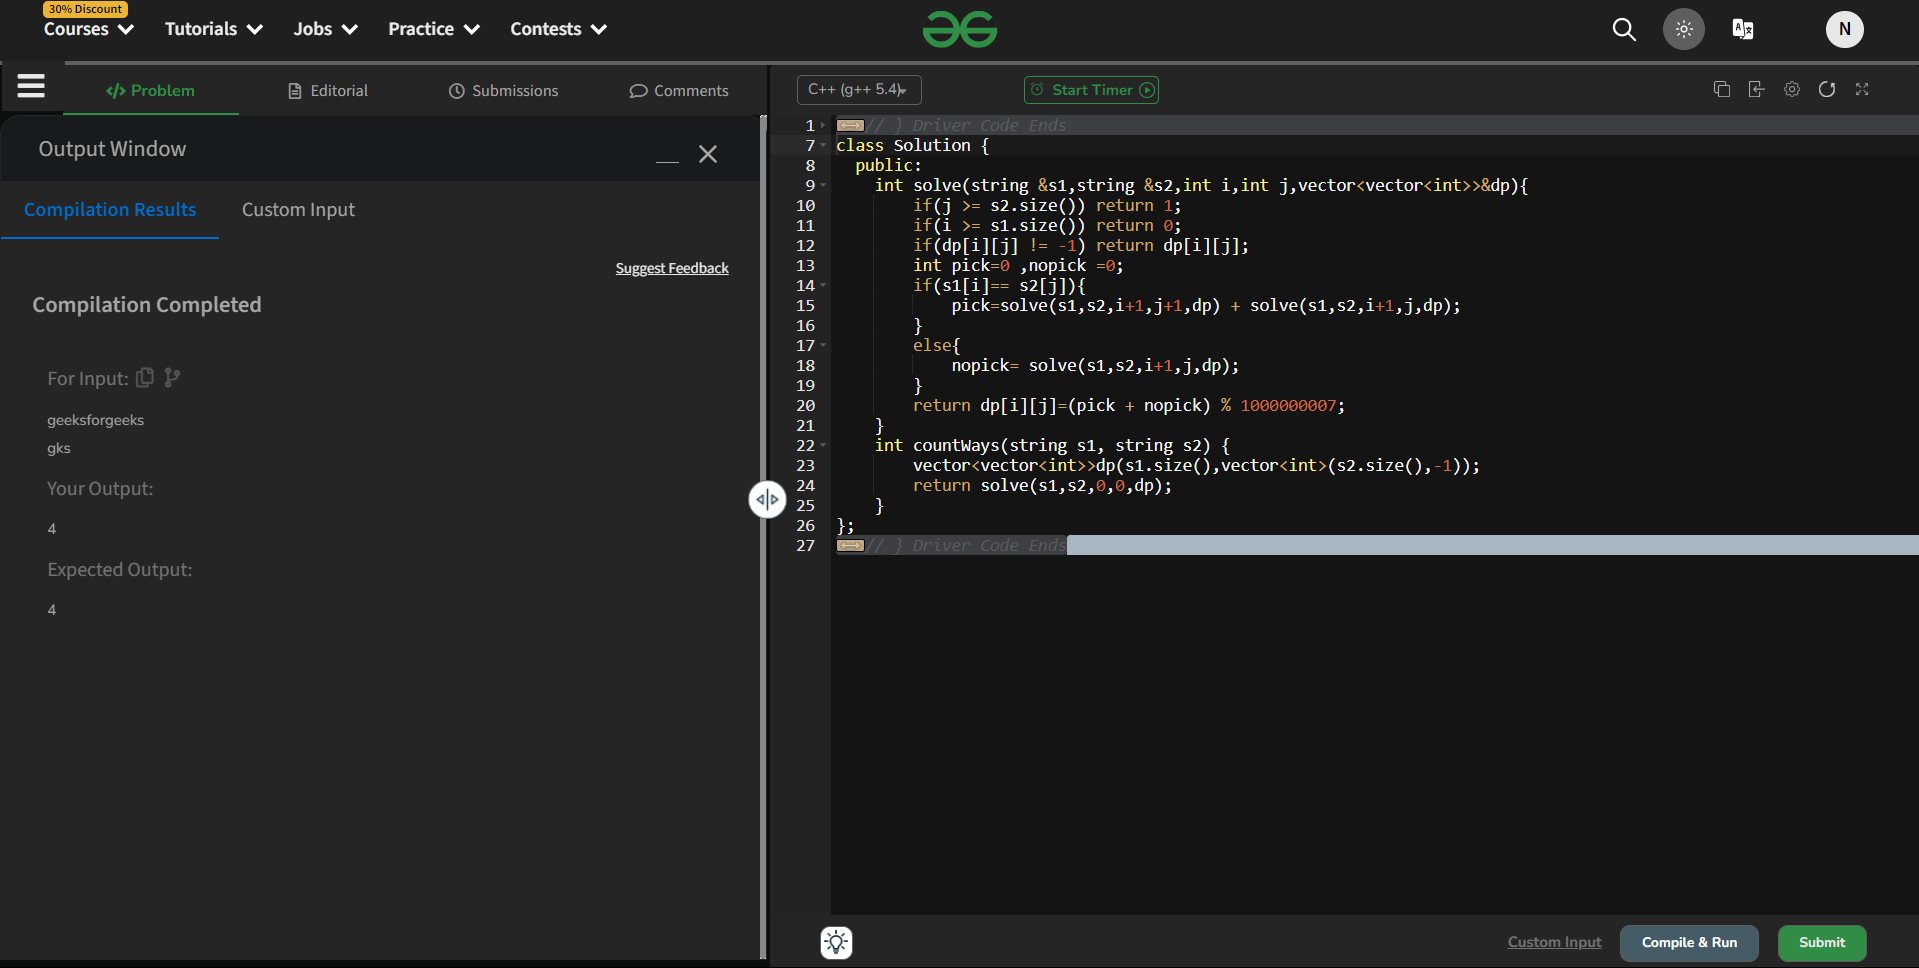 30% Discount
Courses Tutorials Jobs Practice Contests N
</> Problem Editorial Submissions Comments
C++ (g++ 5.4) Start Timer
Output Window
Compilation Results Custom Input
Suggest Feedback
Compilation Completed
For Input:
geeksforgeeks
gks
Your Output:
4
Expected Output:
4
1 // } Driver Code Ends
7 class Solution {
8 public:
9 int solve(string &s1,string &s2,int i,int j,vector<vector<int>>&dp){
10 if(j >= s2.size()) return 1;
11 if(i >= s1.size()) return 0;
12 if(dp[i][j] != -1) return dp[i][j];
13 int pick=0 ,nopick =0;
14 if(s1[i]== s2[j]){
15 pick=solve(s1,s2,i+1,j+1,dp) + solve(s1,s2,i+1,j,dp);
16 }
17 else{
18 nopick= solve(s1,s2,i+1,j,dp);
19 }
20 return dp[i][j]=(pick + nopick) % 1000000007;
21 }
22 int countWays(string s1, string s2) {
23 vector<vector<int>>dp(s1.size(),vector<int>(s2.size(),-1));
24 return solve(s1,s2,0,0,dp);
25 }
26 };
27 // } Driver Code Ends
Custom Input Compile & Run Submit